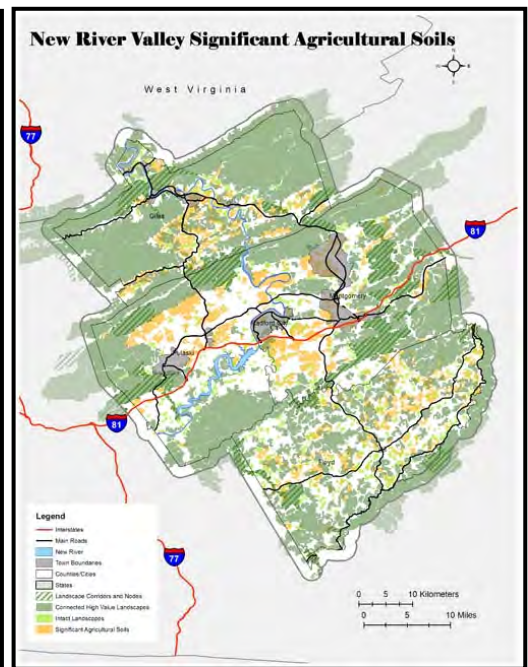 New River Valley Significant Agricultural Soils
West Virginia
77
Giles
81
Montgomery
Radford
Pulaski
81
Floyd
77
Legend
Interstates
Main Roads
New River
Town Boundaries
Counties/Cities
States
Landscape Corridors and Nodes
Connected High Value Landscapes
Intact Landscapes
Significant Agricultural Soils
0 5 10 Kilometers
0 5 10 Miles